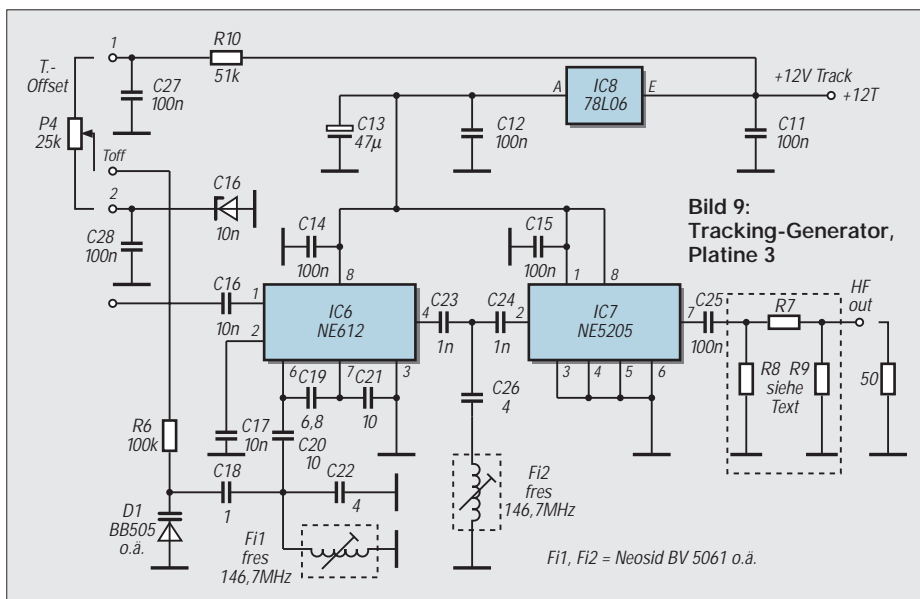 1
R10
51k
T.-
Offset
C27
100n
P4
25k
Toff
2
C28
100n
C16
10n
C13
47µ
C12
100n
A
IC8
78L06
E
+12V Track
+12T
C11
100n
Bild 9:
Tracking-Generator,
Platine 3
C14
100n
8
C15
100n
1
8
C16
10n
1
2
IC6
NE612
4
C23
1n
C24
1n
2
IC7
NE5205
7
C25
100n
R7
HF
out
6
C19
6,8
7
C21
10
3
3
4
5
6
R8
R9
siehe
Text
50
C26
4
R6
100k
C17
10n
C20
10
C18
1
C22
4
D1
BB505
o.ä.
Fi1
fres
146,7MHz
Fi2
fres
146,7MHz
Fi1, Fi2 = Neosid BV 5061 o.ä.